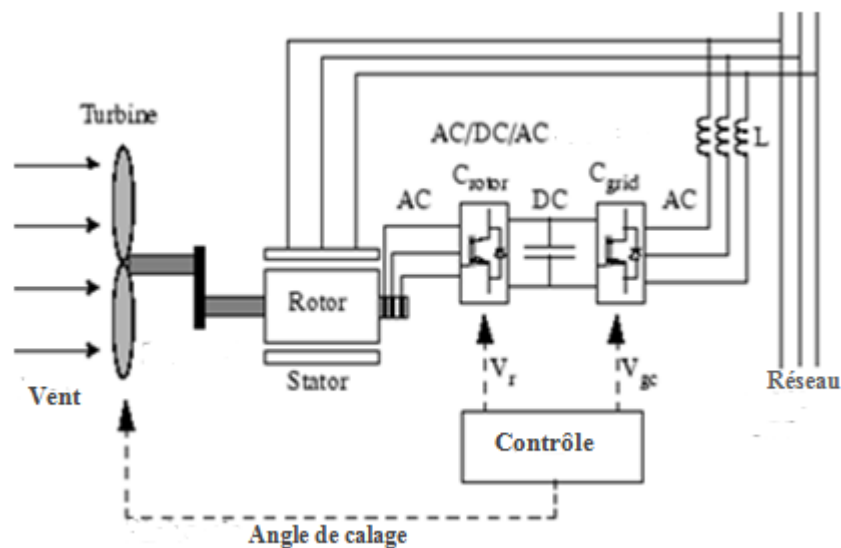 Turbine
AC/DC/AC
L
C_rotor
C_grid
AC
DC
AC
Rotor
Stator
Vent
V_r
V_gc
Réseau
Contrôle
Angle de calage